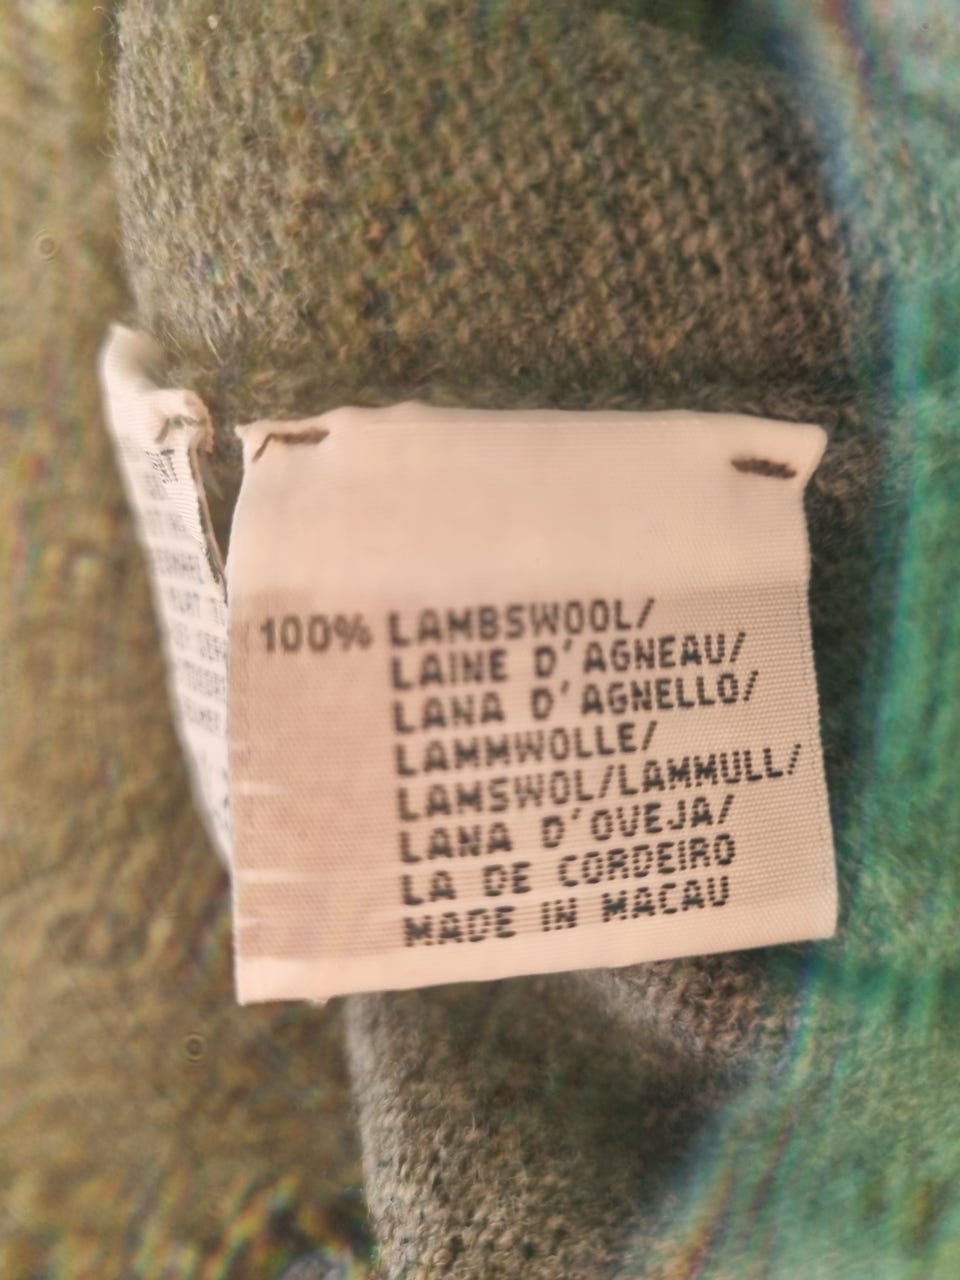 100% LAMBSWOOL/
LAINE D'AGNEAU/
LANA D'AGNELLO/
LAMMWOLLE/
LAMSWOL/LAMMULL/
LANA D'OVEJA/
LA DE CORDEIRO
MADE IN MACAU